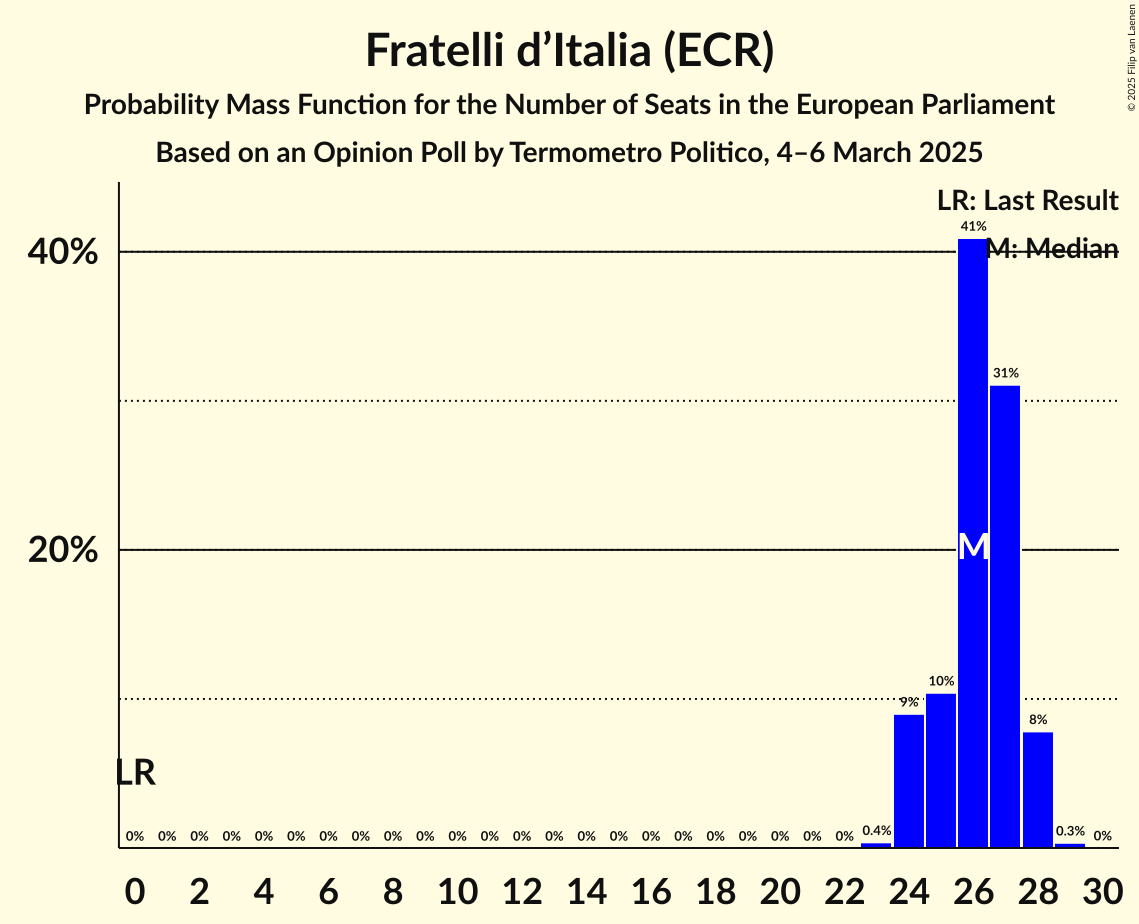 Fratelli d’Italia (ECR)
Probability Mass Function for the Number of Seats in the European Parliament
Based on an Opinion Poll by Termometro Politico, 4–6 March 2025
© 2025 Filip van Laenen
LR: Last Result
M: Median
40%
20%
41%
31%
10%
9%
8%
M
LR
0% 0% 0% 0% 0% 0% 0% 0% 0% 0% 0% 0% 0% 0% 0% 0% 0% 0% 0% 0% 0% 0% 0% 0.4% 0.3% 0%
0 2 4 6 8 10 12 14 16 18 20 22 24 26 28 30